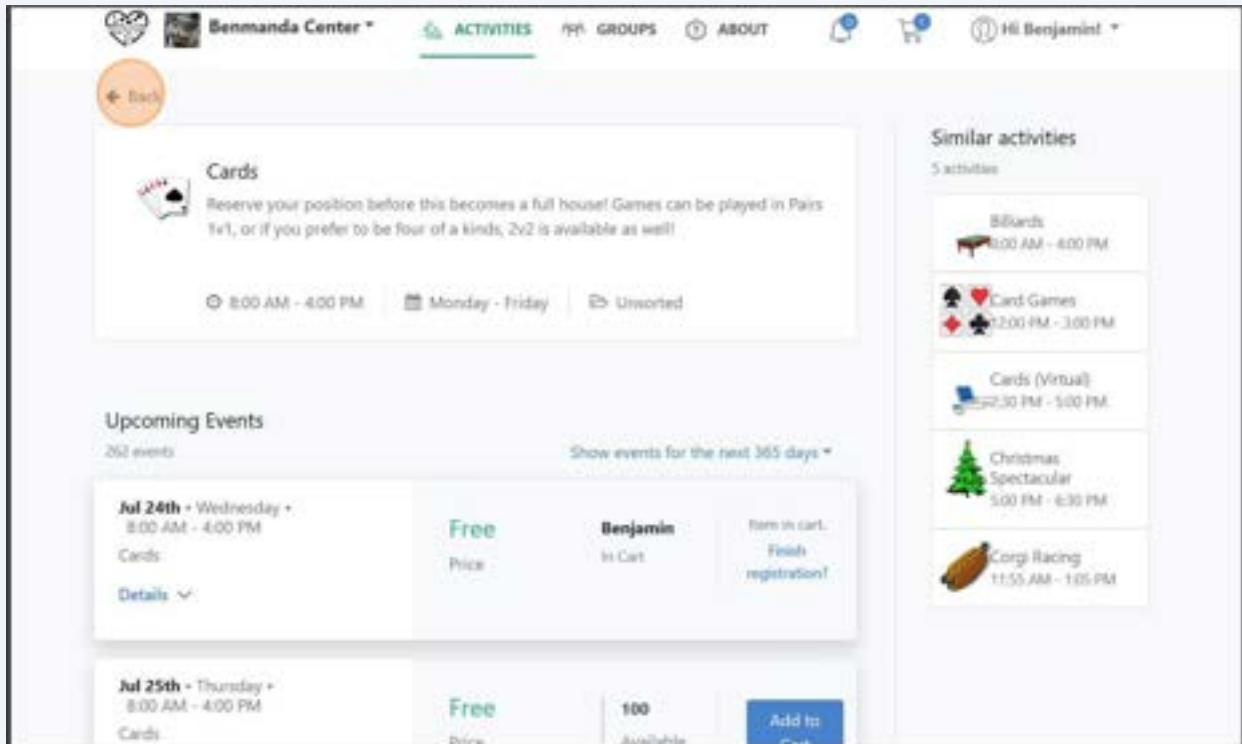 Benmanda Center
ACTIVITIES
GROUPS
ABOUT
Hi Benjamin!
Back
Cards
Reserve your position before this becomes a full house! Games can be played in Pairs
1v1, or if you prefer to be four of a kinds, 2v2 is available as well!
8:00 AM - 4:00 PM
Monday - Friday
Unsorted
Upcoming Events
262 events
Show events for the next 365 days
Jul 24th • Wednesday •
8:00 AM - 4:00 PM
Cards
Details
Free
Price
Benjamin
In Cart
Item in cart.
Finish
registration?
Jul 25th • Thursday •
8:00 AM - 4:00 PM
Cards
Free
Price
100
Available
Add to
Cart
Similar activities
5 activities
Billiards
8:00 AM - 4:00 PM
Card Games
12:00 PM - 3:00 PM
Cards (Virtual)
2:30 PM - 5:00 PM
Christmas
Spectacular
5:00 PM - 6:30 PM
Corgi Racing
11:55 AM - 1:05 PM